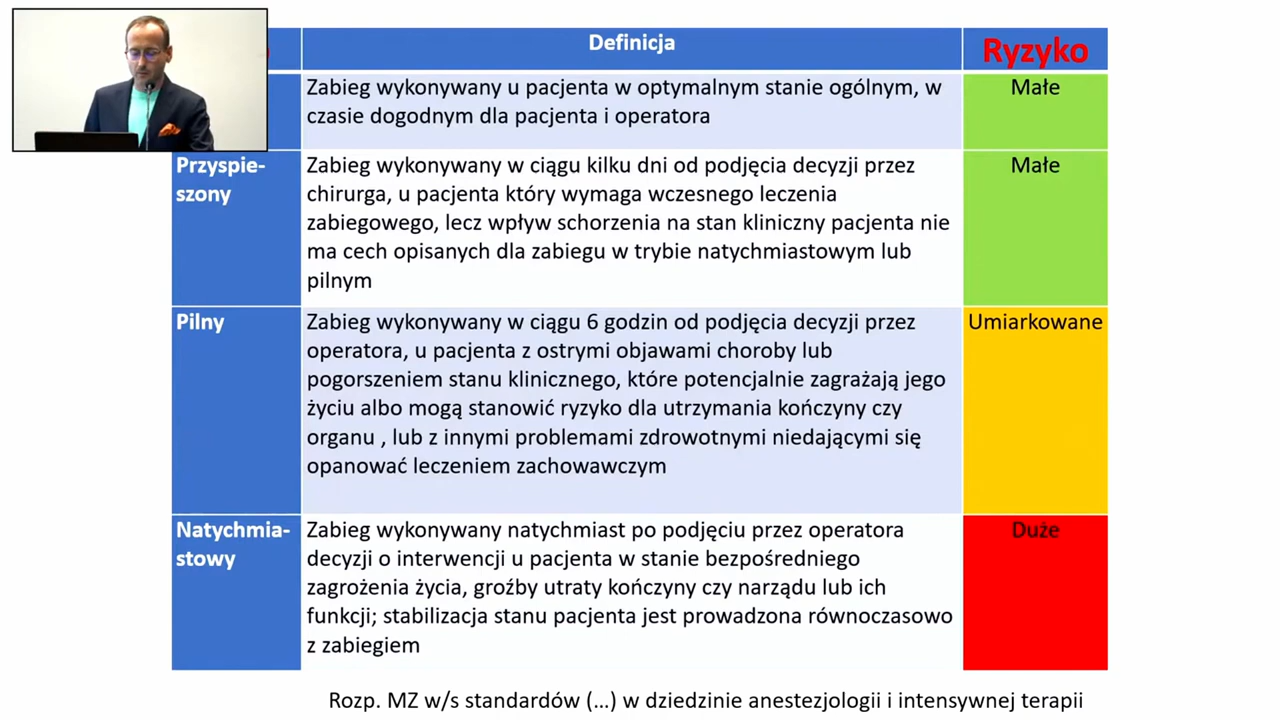 Definicja
Ryzyko
Zabieg wykonywany u pacjenta w optymalnym stanie ogólnym, w
czasie dogodnym dla pacjenta i operatora
Małe
Przyspie-
szony
Zabieg wykonywany w ciągu kilku dni od podjęcia decyzji przez
chirurga, u pacjenta który wymaga wczesnego leczenia
zabiegowego, lecz wpływ schorzenia na stan kliniczny pacjenta nie
ma cech opisanych dla zabiegu w trybie natychmiastowym lub
pilnym
Małe
Pilny
Zabieg wykonywany w ciągu 6 godzin od podjęcia decyzji przez
operatora, u pacjenta z ostrymi objawami choroby lub
pogorszeniem stanu klinicznego, które potencjalnie zagrażają jego
życiu albo mogą stanowić ryzyko dla utrzymania kończyny czy
organu , lub z innymi problemami zdrowotnymi niedającymi się
opanować leczeniem zachowawczym
Umiarkowane
Natychmia-
stowy
Zabieg wykonywany natychmiast po podjęciu przez operatora
decyzji o interwencji u pacjenta w stanie bezpośredniego
zagrożenia życia, groźby utraty kończyny czy narządu lub ich
funkcji; stabilizacja stanu pacjenta jest prowadzona równoczasowo
z zabiegiem
Duże
Rozp. MZ w/s standardów (…) w dziedzinie anestezjologii i intensywnej terapii